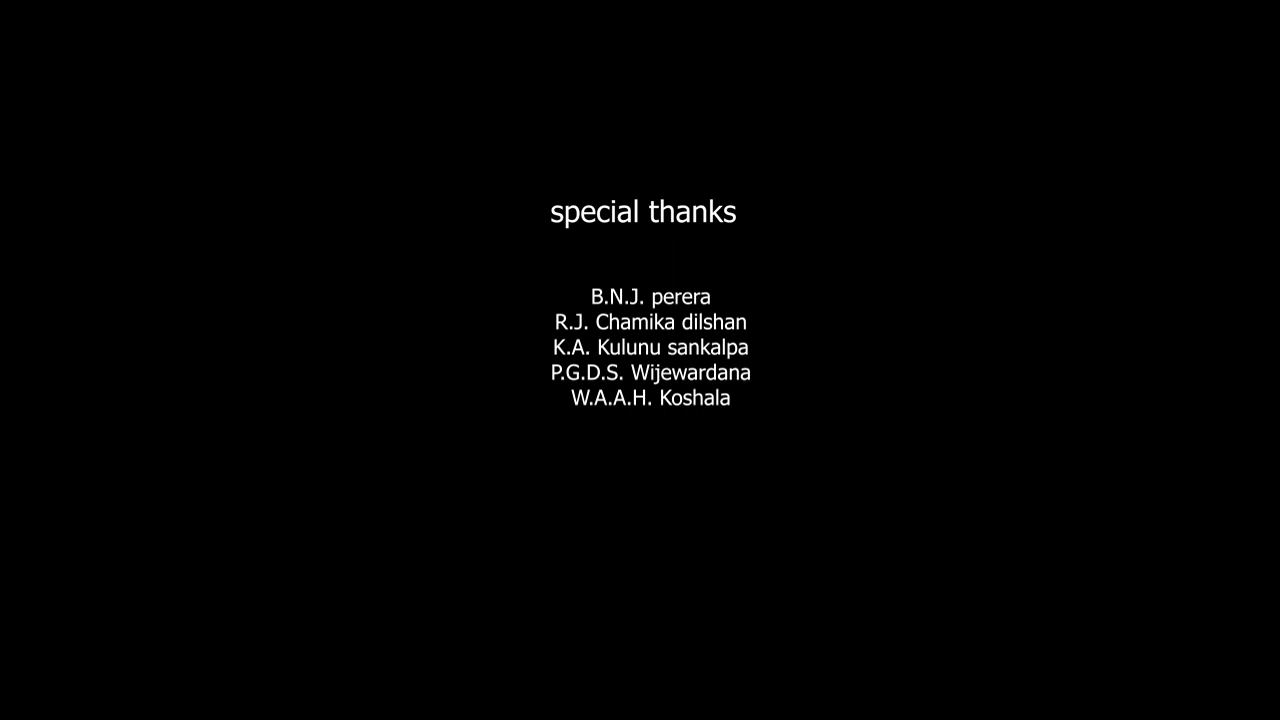 special thanks
B.N.J. perera
R.J. Chamika dilshan
K.A. Kulunu sankalpa
P.G.D.S. Wijewardana
W.A.A.H. Koshala